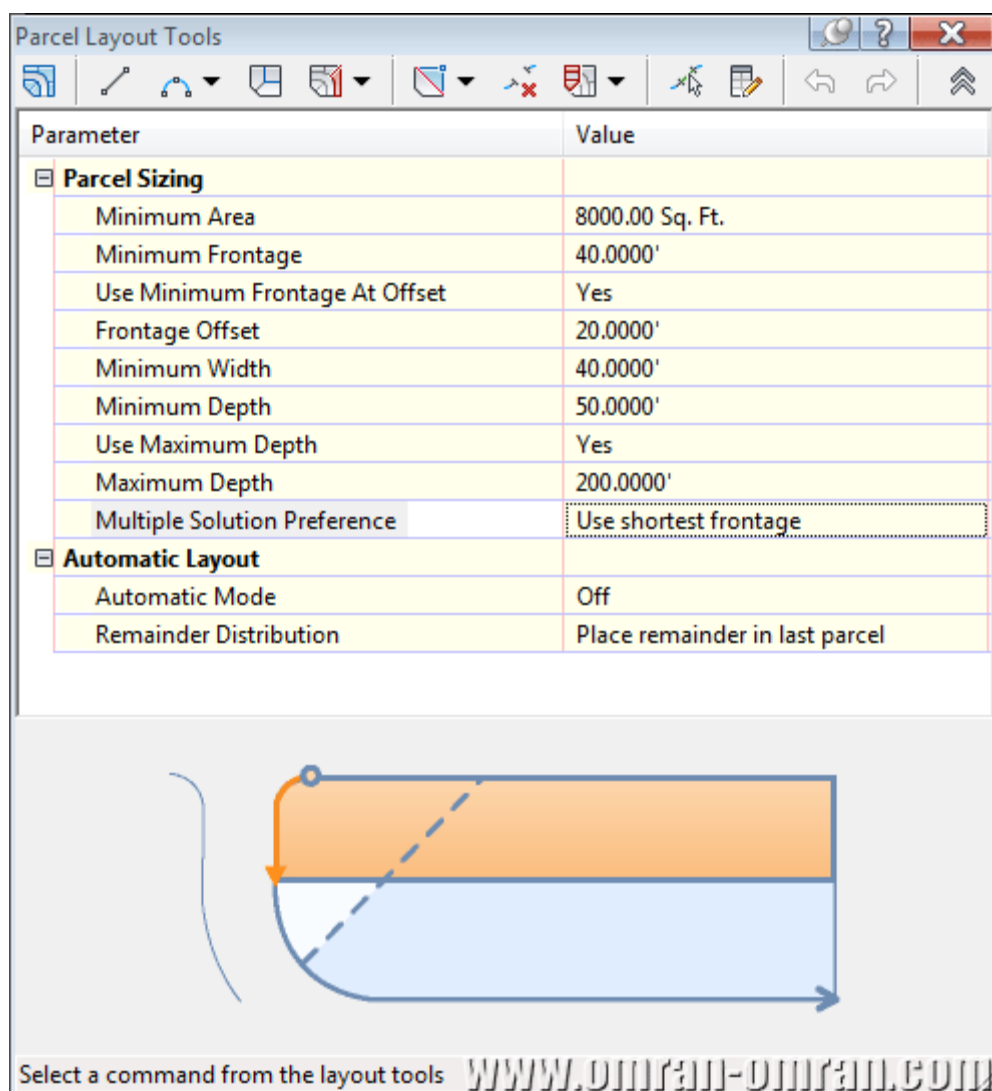 Parcel Layout Tools
Parameter Value
Parcel Sizing
Minimum Area 8000.00 Sq. Ft.
Minimum Frontage 40.0000'
Use Minimum Frontage At Offset Yes
Frontage Offset 20.0000'
Minimum Width 40.0000'
Minimum Depth 50.0000'
Use Maximum Depth Yes
Maximum Depth 200.0000'
Multiple Solution Preference Use shortest frontage
Automatic Layout
Automatic Mode Off
Remainder Distribution Place remainder in last parcel
Select a command from the layout tools www.omran-omran.com